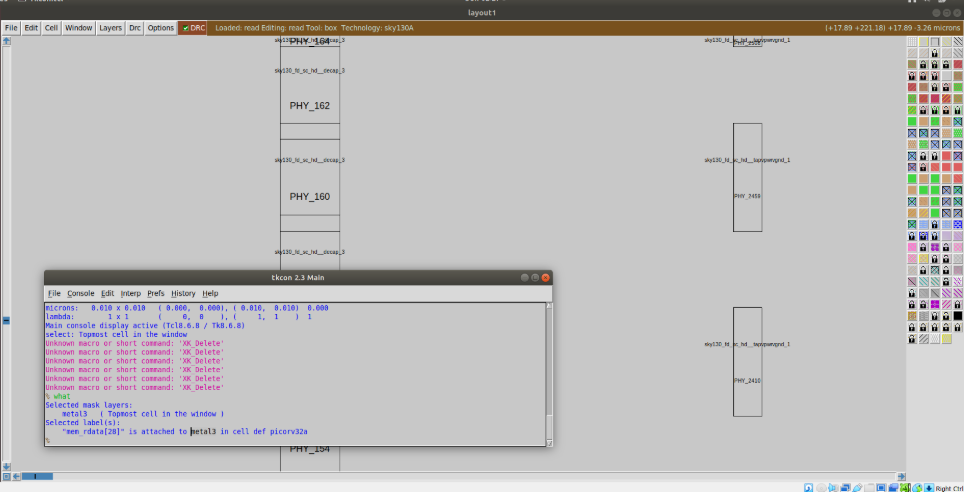 layout1
File Edit Cell Window Layers Drc Options DRC Loaded: read Editing: read Tool: box Technology: sky130A (+17.89 +221.18) +17.89 -3.26 microns
PHY_164
sky130_fd_sc_hd__decap_3
PHY_162
sky130_fd_sc_hd__tapvpwrvgnd_1
sky130_fd_sc_hd__decap_3
sky130_fd_sc_hd__tapvpwrvgnd_1
PHY_160
PHY_2459
sky130_fd_sc_hd__decap_3
tkcon 2.3 Main
File Console Edit Interp Prefs History Help
microns: 0.010 x 0.010 ( 0.000, 0.000), ( 0.010, 0.010) 0.000
lambda: 1 x 1 ( 0, 0 ), ( 1, 1 ) 1
Main console display active (Tcl8.6.8 / Tk8.6.8)
select: Topmost cell in the window
Unknown macro or short command: 'XK_Delete'
Unknown macro or short command: 'XK_Delete'
Unknown macro or short command: 'XK_Delete'
Unknown macro or short command: 'XK_Delete'
Unknown macro or short command: 'XK_Delete'
Unknown macro or short command: 'XK_Delete'
% what
Selected mask layers:
metal3 ( Topmost cell in the window )
Selected label(s):
"mem_rdata[28]" is attached to metal3 in cell def picorv32a
%
sky130_fd_sc_hd__tapvpwrvgnd_1
PHY_2410
PHY_154
Right Ctrl